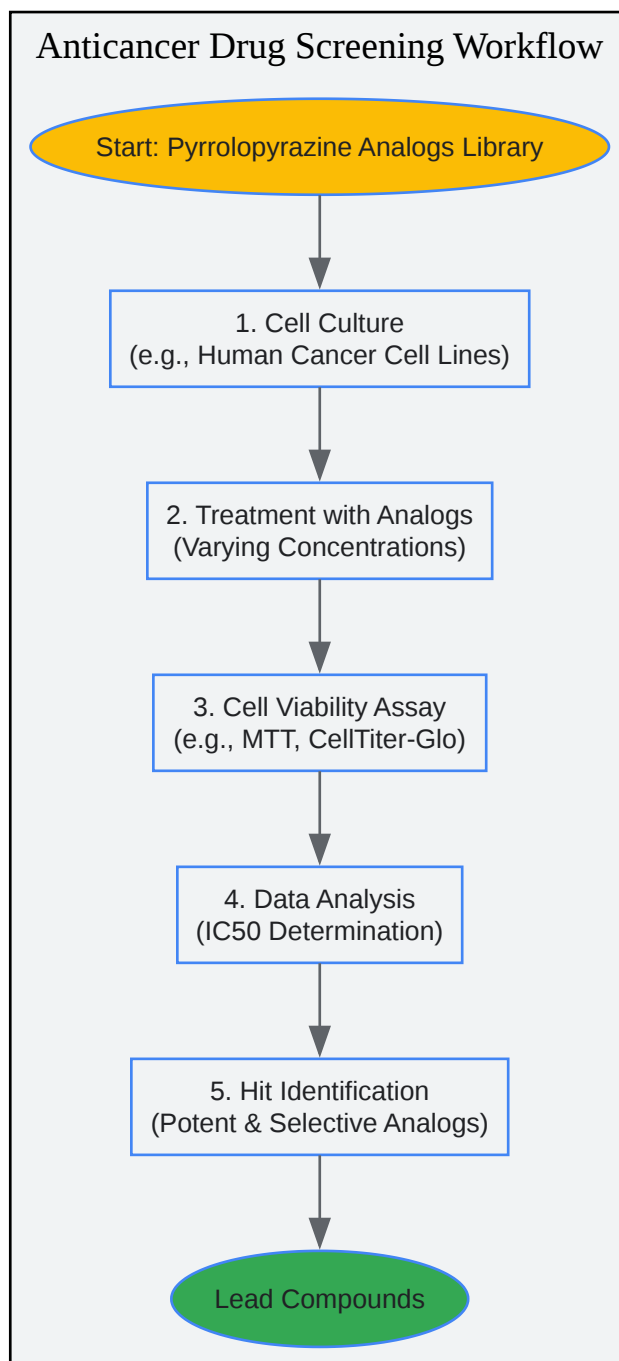 Anticancer Drug Screening Workflow
Start: Pyrrolopyrazine Analogs Library
1. Cell Culture
(e.g., Human Cancer Cell Lines)
2. Treatment with Analogs
(Varying Concentrations)
3. Cell Viability Assay
(e.g., MTT, CellTiter-Glo)
4. Data Analysis
(IC50 Determination)
5. Hit Identification
(Potent & Selective Analogs)
Lead Compounds